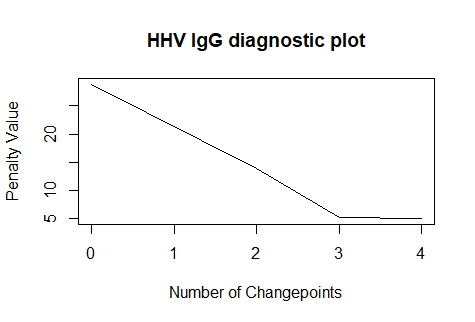 HHV IgG diagnostic plot
Penalty Value
20
10
5
0 1 2 3 4
Number of Changepoints